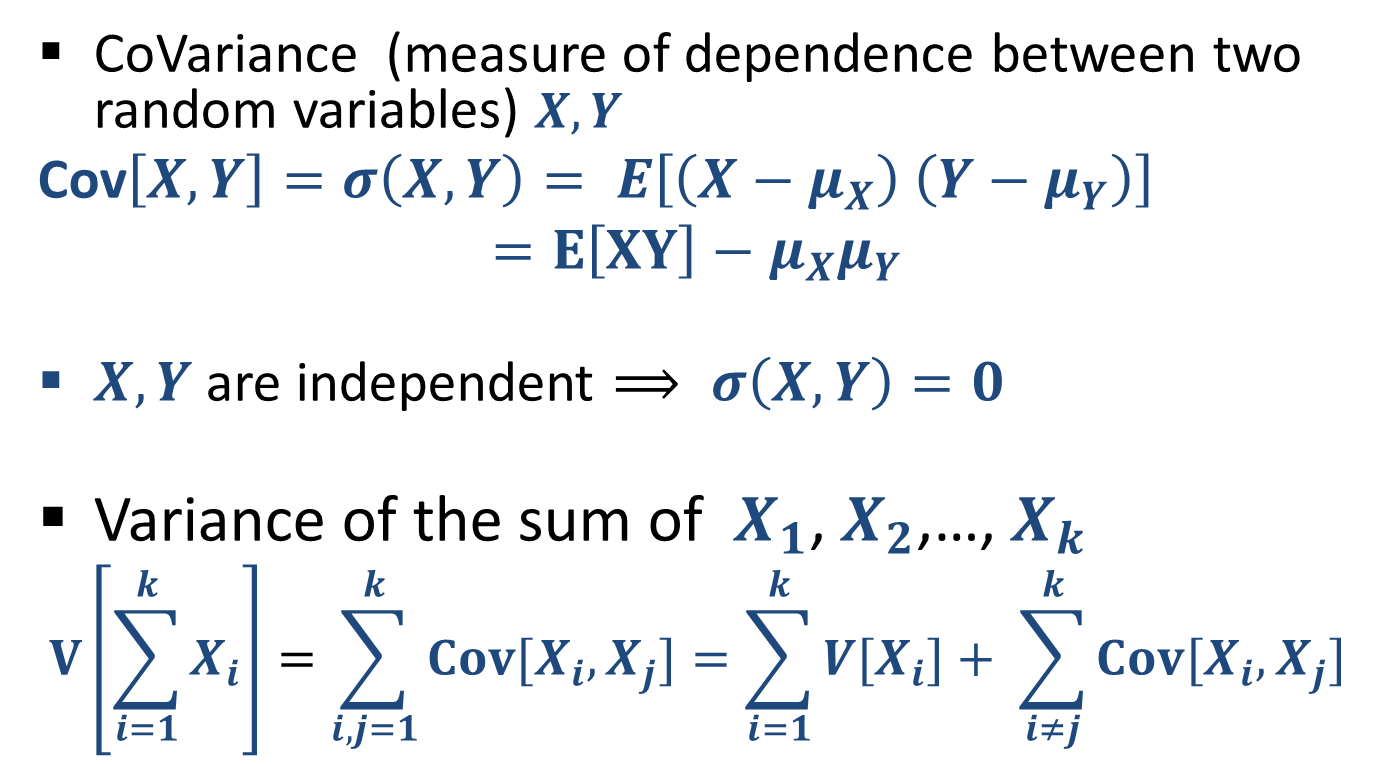 ▪ CoVariance (measure of dependence between two
random variables) X, Y
Cov[X, Y] = σ(X, Y) = E[(X − μ_X) (Y − μ_Y)]
= E[XY] − μ_Xμ_Y
▪ X, Y are independent ⟹ σ(X, Y) = 0
▪ Variance of the sum of X_1, X_2,…, X_k
V[∑_{i=1}^{k} X_i] = ∑_{i,j=1}^{k} Cov[X_i, X_j] = ∑_{i=1}^{k} V[X_i] + ∑_{i≠j}^{k} Cov[X_i, X_j]